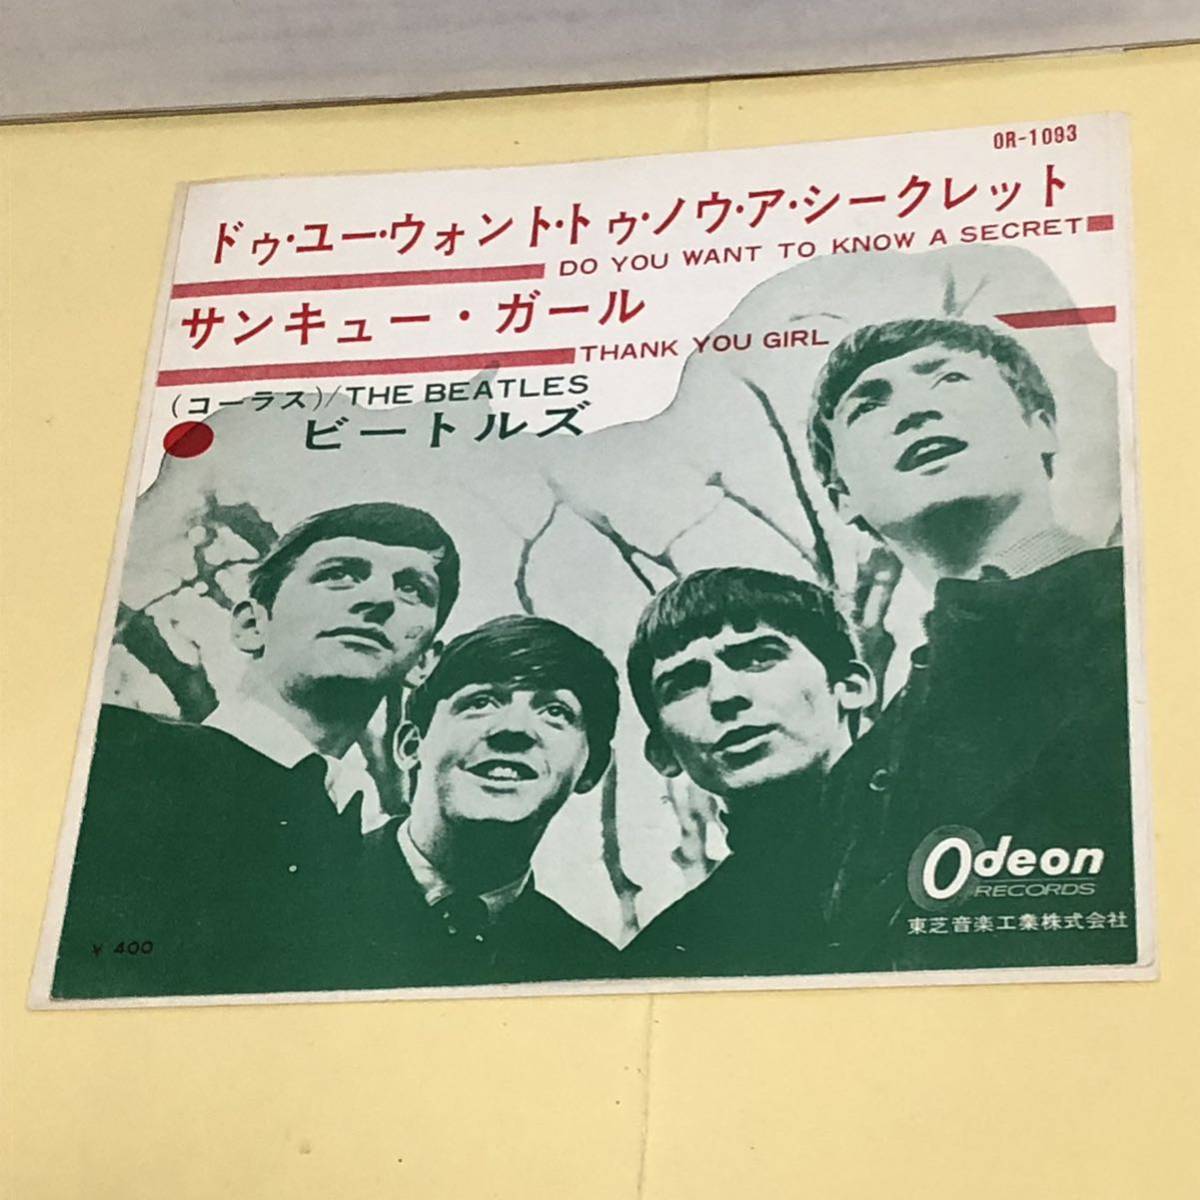 OR-1093
ドゥ・ユー・ウォント・トゥ・ノウ・ア・シークレット
DO YOU WANT TO KNOW A SECRET
サンキュー・ガール
THANK YOU GIRL
(コーラス)/THE BEATLES
ビートルズ
Odeon
RECORDS
東芝音楽工業株式会社
¥ 400